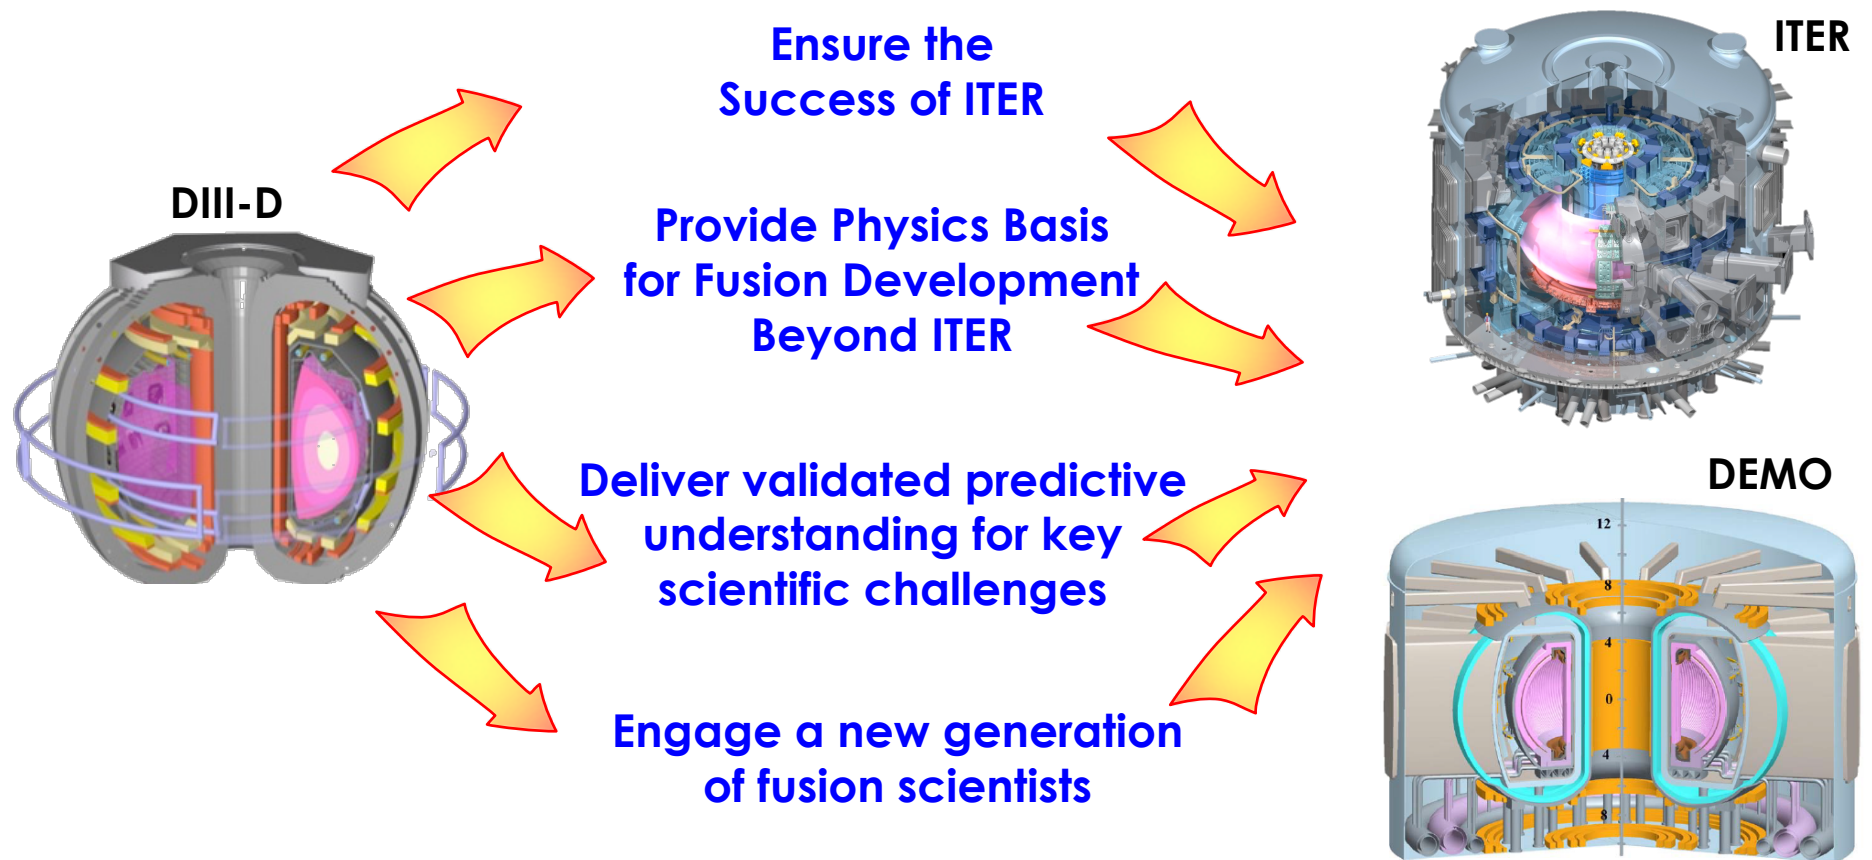 Ensure the
Success of ITER
ITER
DIII-D
Provide Physics Basis
for Fusion Development
Beyond ITER
Deliver validated predictive
understanding for key
scientific challenges
DEMO
12
8
4
0
4
8
Engage a new generation
of fusion scientists